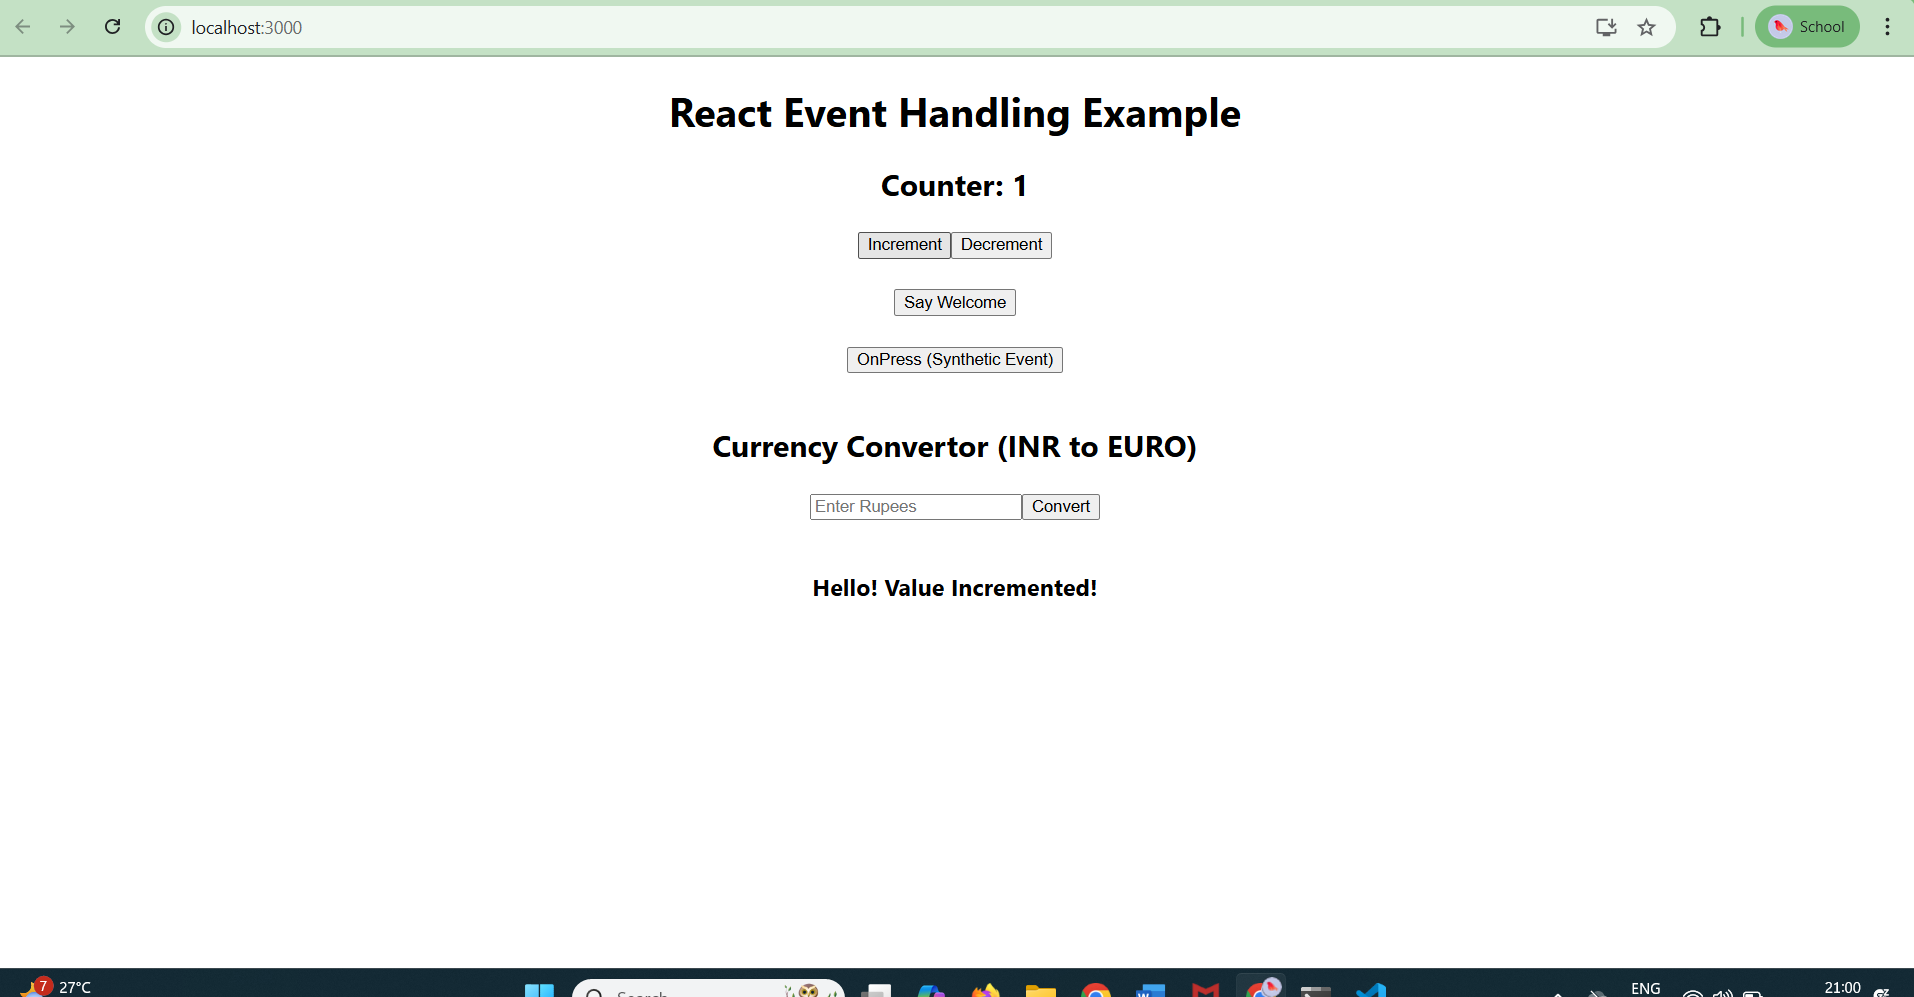 localhost:3000
School
React Event Handling Example
Counter: 1
Increment Decrement
Say Welcome
OnPress (Synthetic Event)
Currency Convertor (INR to EURO)
Enter Rupees Convert
Hello! Value Incremented!
7 27°C Search ENG 21:00